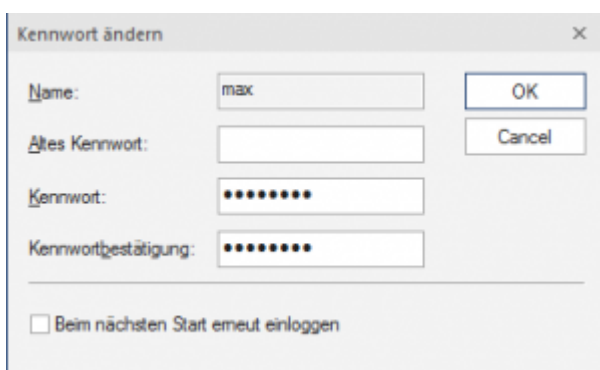 Kennwort ändern
Name: max OK
Altes Kennwort: Cancel
Kennwort: ●●●●●●●●
Kennwortbestätigung: ●●●●●●●●
Beim nächsten Start erneut einloggen